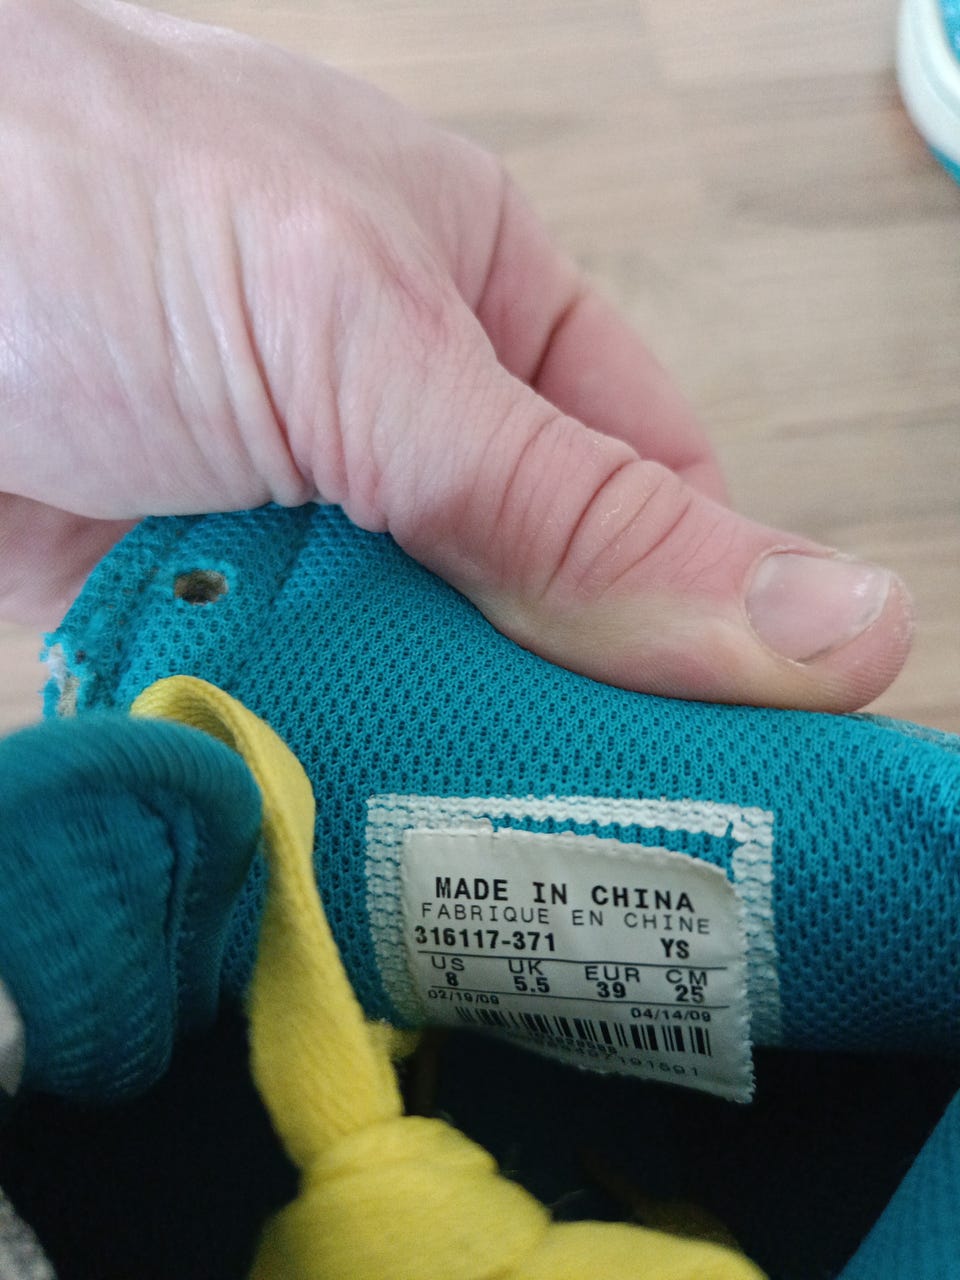 MADE IN CHINA
FABRIQUE EN CHINE
316117-371 YS
US UK EUR CM
8 5.5 39 25
02/19/09 04/14/09